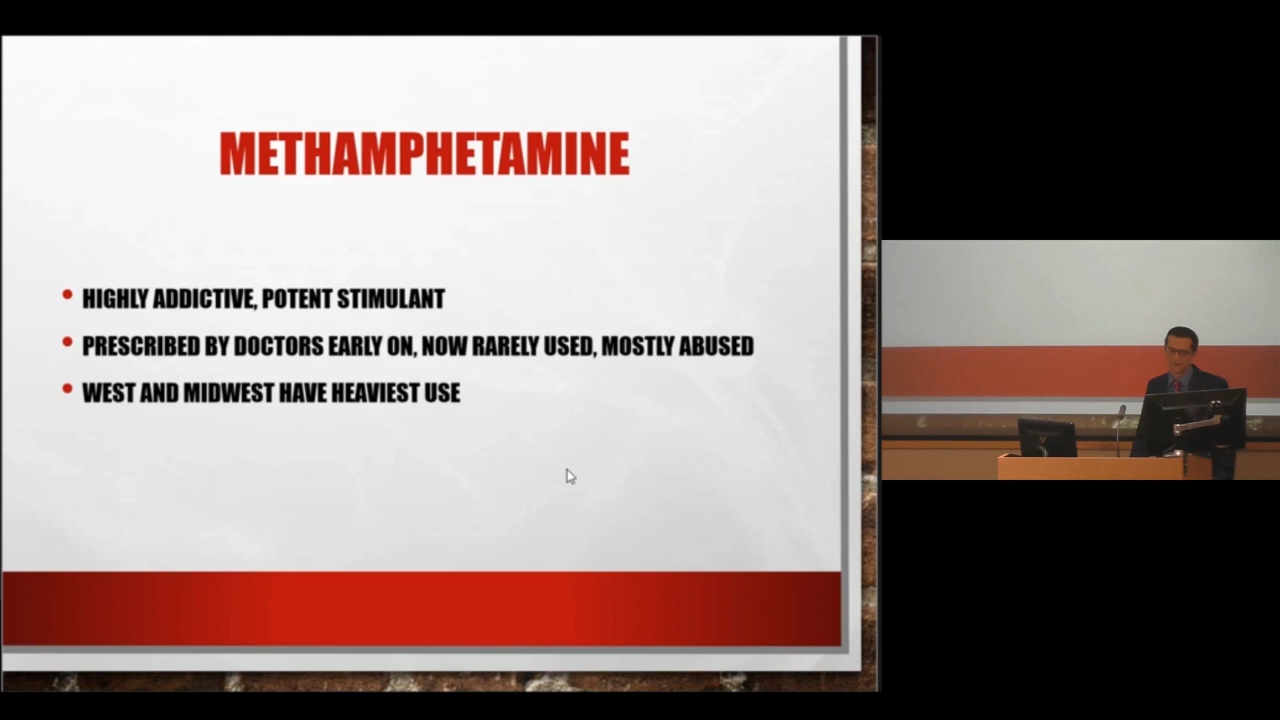 METHAMPHETAMINE
HIGHLY ADDICTIVE, POTENT STIMULANT
PRESCRIBED BY DOCTORS EARLY ON, NOW RARELY USED, MOSTLY ABUSED
WEST AND MIDWEST HAVE HEAVIEST USE